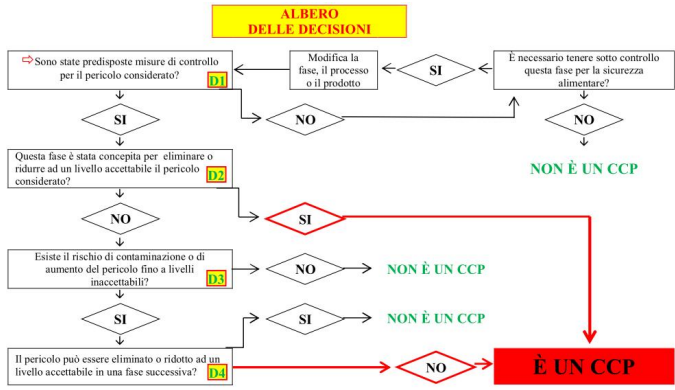 ALBERO
DELLE DECISIONI
⇨Sono state predisposte misure di controllo
per il pericolo considerato?
D1
Modifica la
fase, il processo
o il prodotto
SI
È necessario tenere sotto controllo
questa fase per la sicurezza
alimentare?
SI
NO
NO
NON È UN CCP
Questa fase è stata concepita per eliminare o
ridurre ad un livello accettabile il pericolo
considerato?
D2
NO
SI
Esiste il rischio di contaminazione o di
aumento del pericolo fino a livelli
inaccettabili?
D3
NO
NON È UN CCP
SI
SI
NON È UN CCP
Il pericolo può essere eliminato o ridotto ad un
livello accettabile in una fase successiva?
D4
NO
È UN CCP